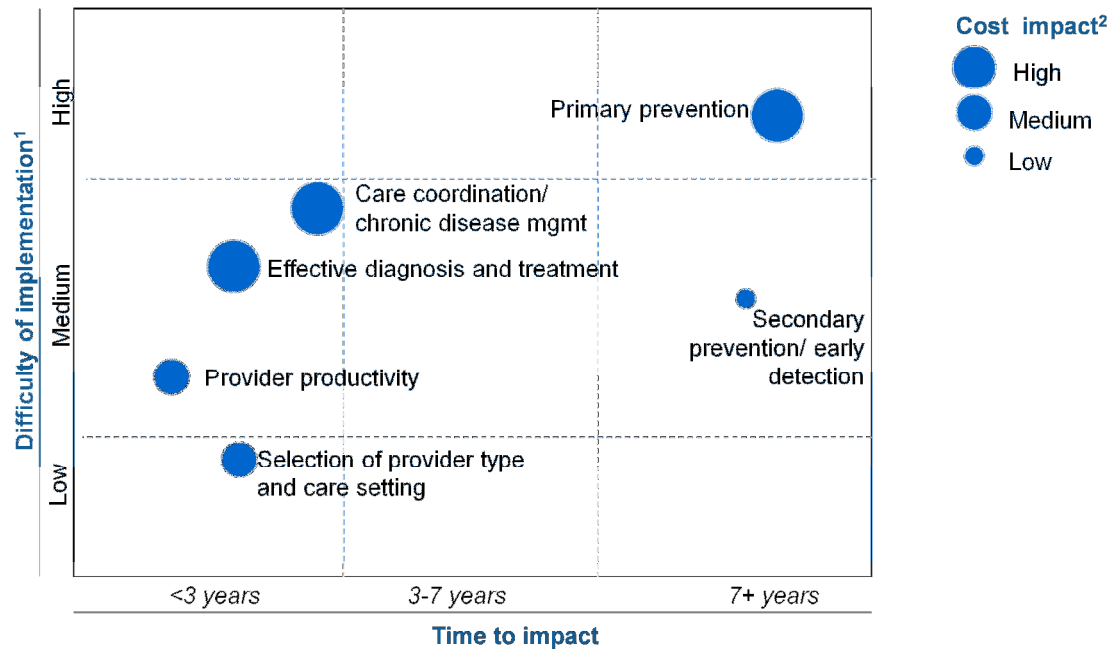 Cost impact²
High
Medium
Low
Difficulty of implementation¹
High
Medium
Low
Primary prevention
Care coordination/
chronic disease mgmt
Effective diagnosis and treatment
Secondary
prevention/ early
detection
Provider productivity
Selection of provider type
and care setting
<3 years
3-7 years
7+ years
Time to impact